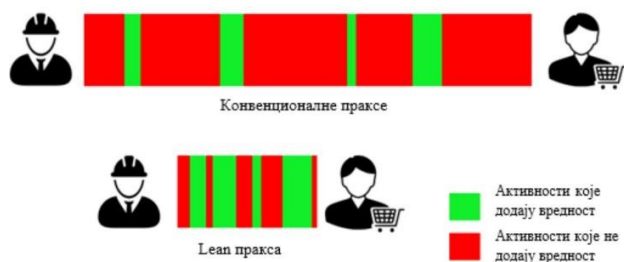 Конвенционалне праксе
Lean пракса
Активности које
додају вредност
Активности које не
додају вредност